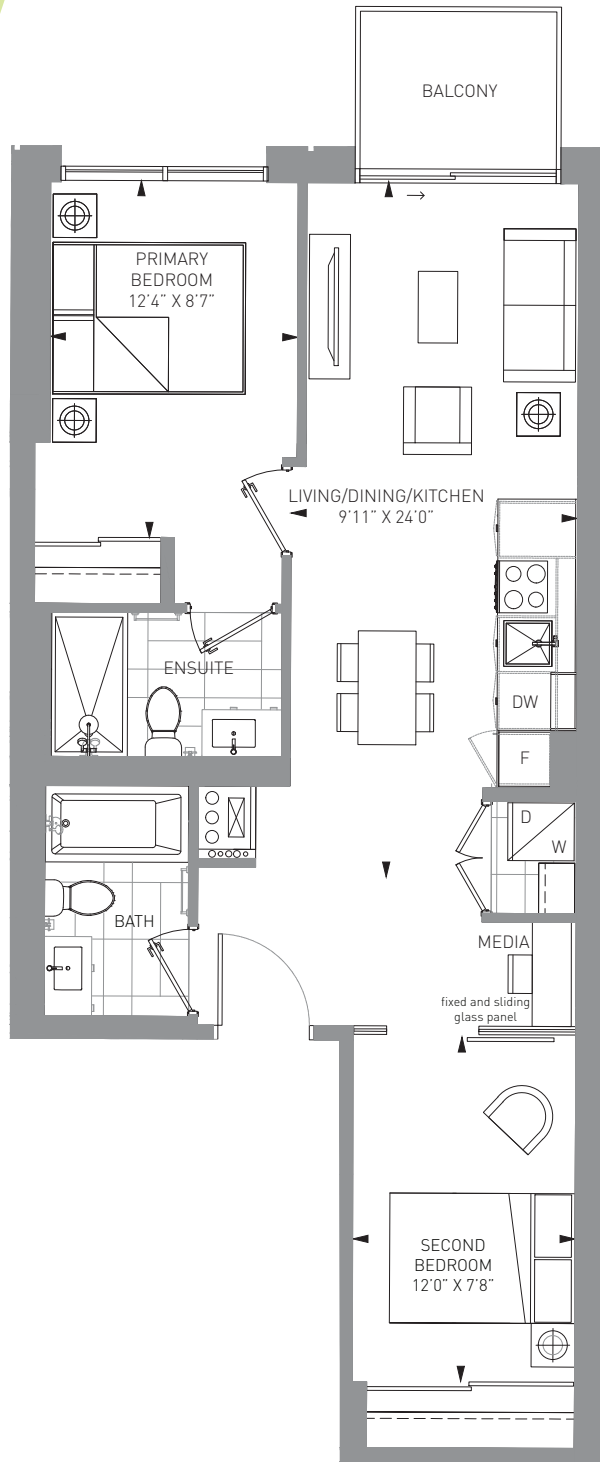 BALCONY
PRIMARY
BEDROOM
12'4" X 8'7"
LIVING/DINING/KITCHEN
9'11" X 24'0"
ENSUITE
DW
F
D
W
BATH
MEDIA
fixed and sliding
glass panel
SECOND
BEDROOM
12'0" X 7'8"